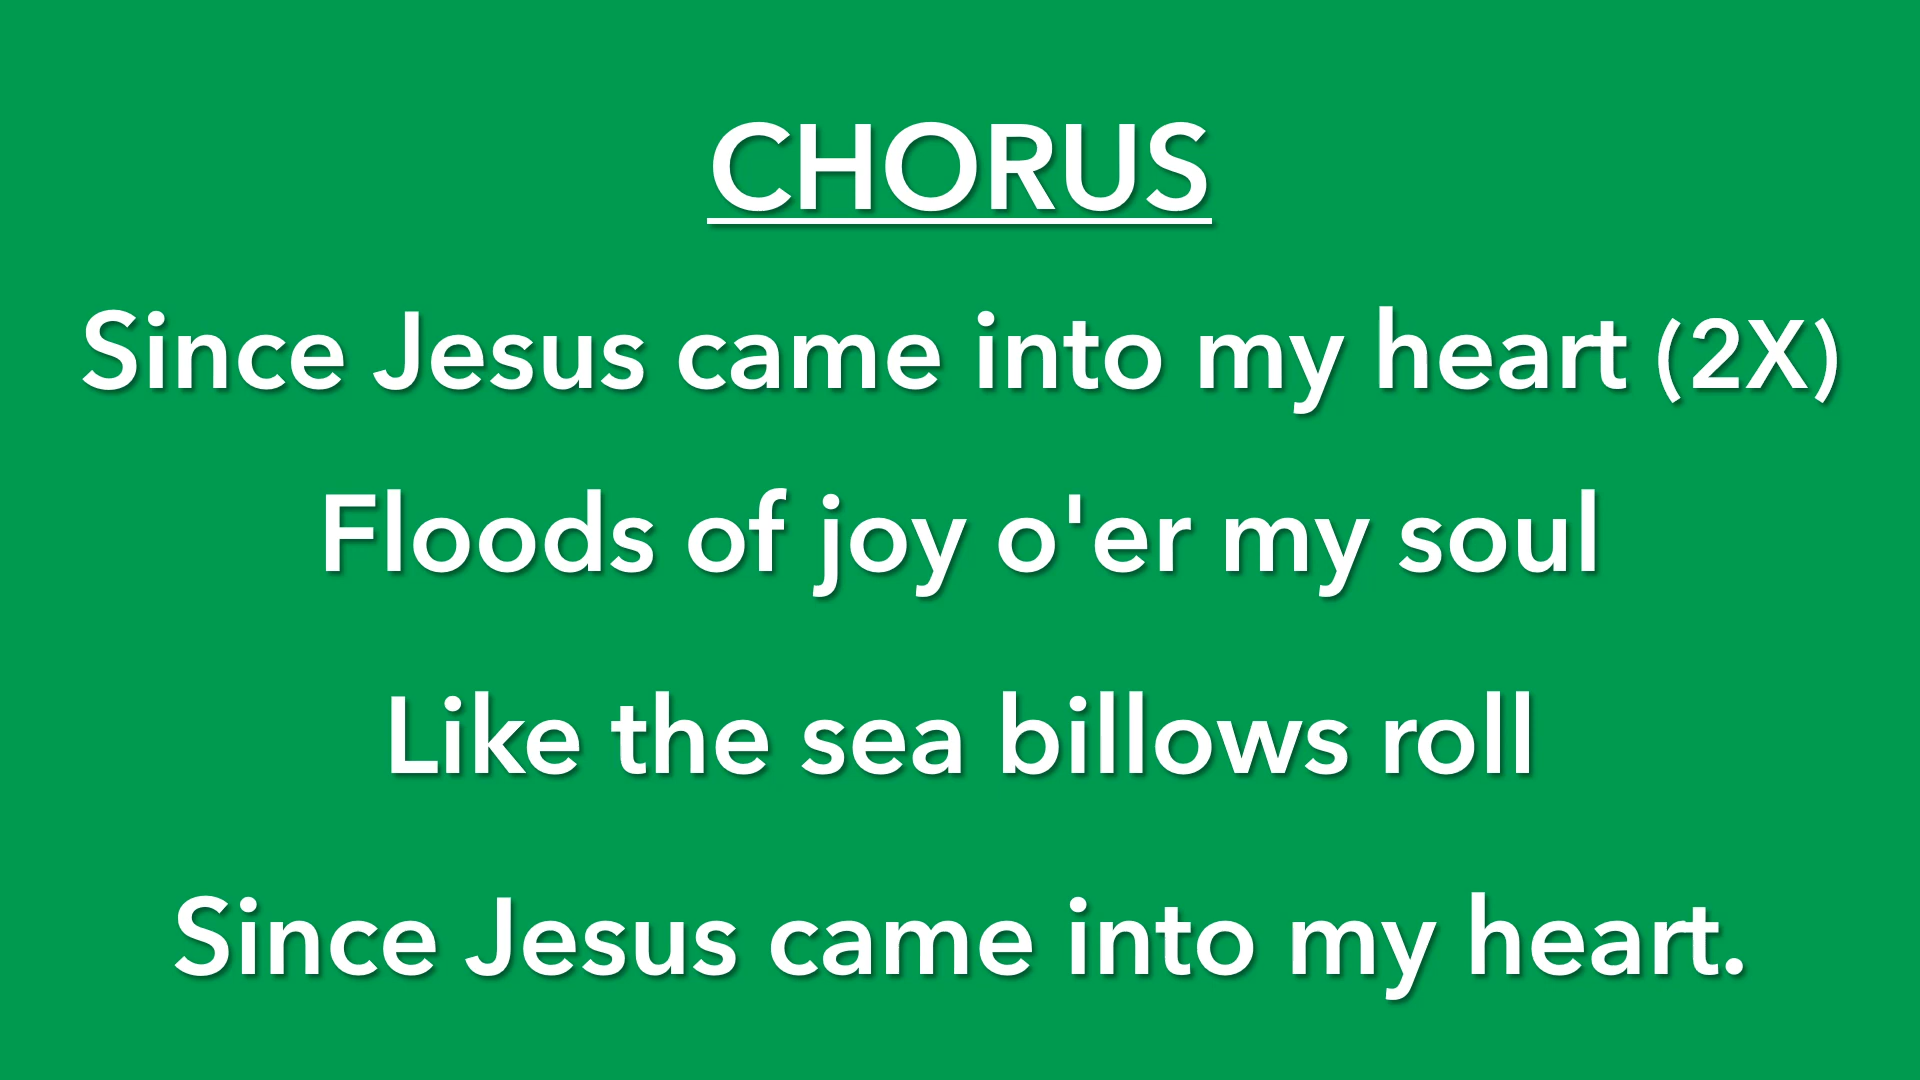 CHORUS
Since Jesus came into my heart (2X)
Floods of joy o'er my soul
Like the sea billows roll
Since Jesus came into my heart.